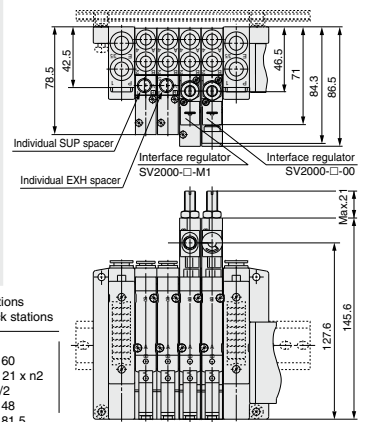 78.5
42.5
46.5
71
84.3
86.5
Individual SUP spacer
Interface regulator
SV2000-□-M1
Interface regulator
SV2000-□-00
Individual EXH spacer
Max.21
127.6
145.6
tions
k stations
60
21 x n2
/2
48
81.5